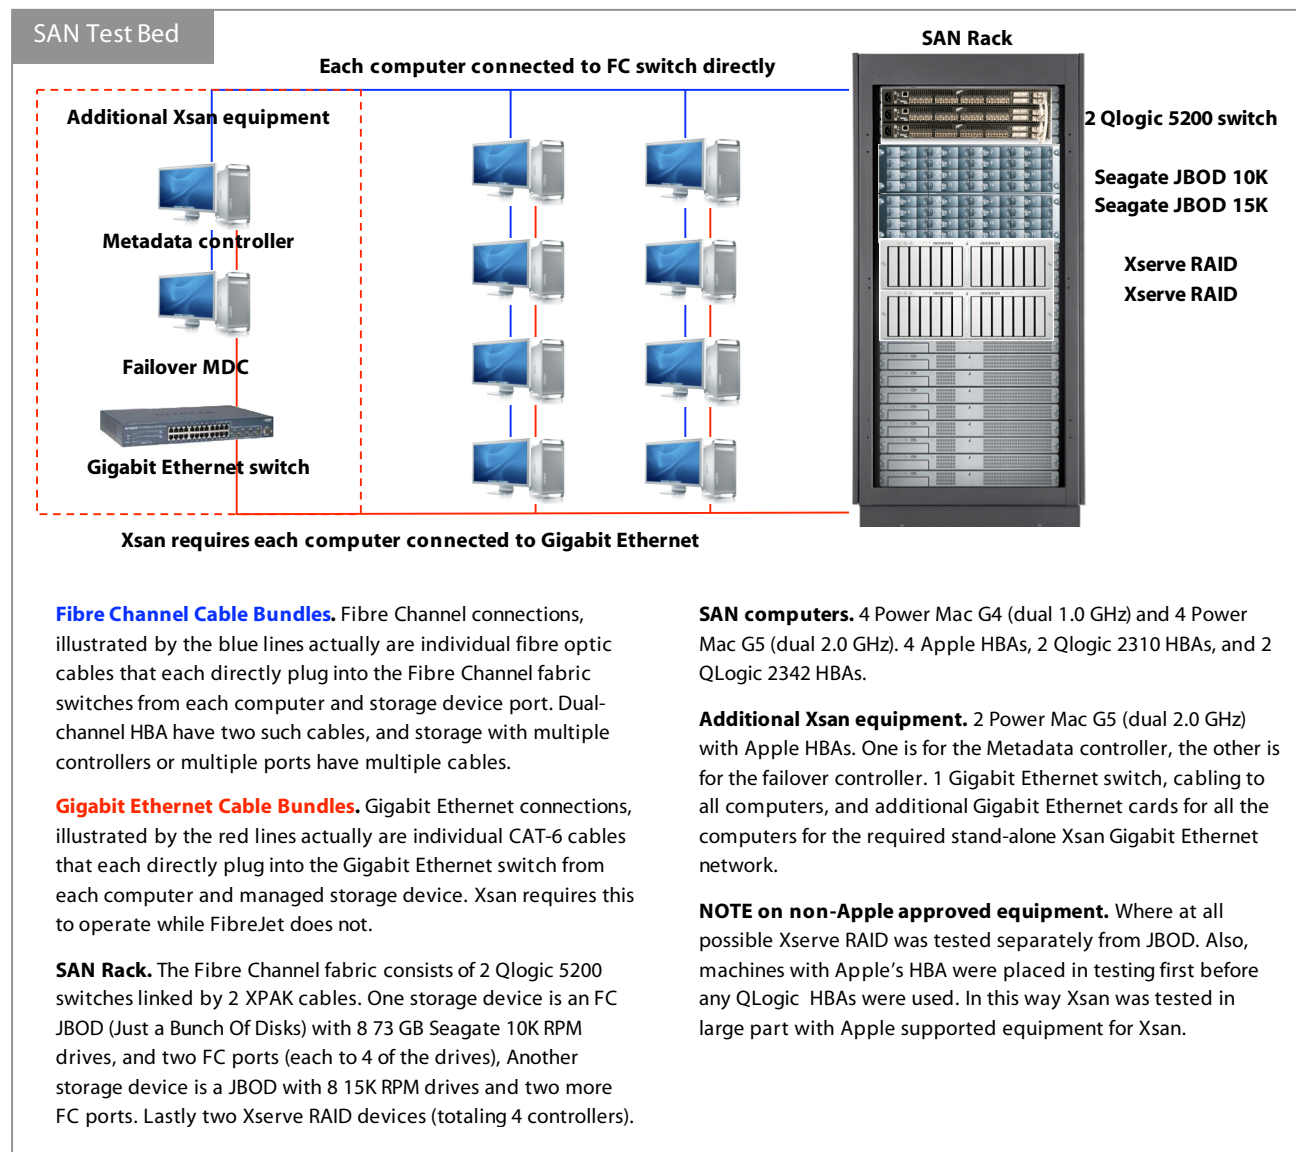 SAN Test Bed
SAN Rack
Each computer connected to FC switch directly
Additional Xsan equipment
2 Qlogic 5200 switch
Seagate JBOD 10K
Seagate JBOD 15K
Metadata controller
Xserve RAID
Xserve RAID
Failover MDC
Gigabit Ethernet switch
Xsan requires each computer connected to Gigabit Ethernet
Fibre Channel Cable Bundles. Fibre Channel connections,
illustrated by the blue lines actually are individual fibre optic
cables that each directly plug into the Fibre Channel fabric
switches from each computer and storage device port. Dual-
channel HBA have two such cables, and storage with multiple
controllers or multiple ports have multiple cables.
Gigabit Ethernet Cable Bundles. Gigabit Ethernet connections,
illustrated by the red lines actually are individual CAT-6 cables
that each directly plug into the Gigabit Ethernet switch from
each computer and managed storage device. Xsan requires this
to operate while FibreJet does not.
SAN Rack. The Fibre Channel fabric consists of 2 Qlogic 5200
switches linked by 2 XPAK cables. One storage device is an FC
JBOD (Just a Bunch Of Disks) with 8 73 GB Seagate 10K RPM
drives, and two FC ports (each to 4 of the drives), Another
storage device is a JBOD with 8 15K RPM drives and two more
FC ports. Lastly two Xserve RAID devices (totaling 4 controllers).
SAN computers. 4 Power Mac G4 (dual 1.0 GHz) and 4 Power
Mac G5 (dual 2.0 GHz). 4 Apple HBAs, 2 Qlogic 2310 HBAs, and 2
QLogic 2342 HBAs.
Additional Xsan equipment. 2 Power Mac G5 (dual 2.0 GHz)
with Apple HBAs. One is for the Metadata controller, the other is
for the failover controller. 1 Gigabit Ethernet switch, cabling to
all computers, and additional Gigabit Ethernet cards for all the
computers for the required stand-alone Xsan Gigabit Ethernet
network.
NOTE on non-Apple approved equipment. Where at all
possible Xserve RAID was tested separately from JBOD. Also,
machines with Apple's HBA were placed in testing first before
any QLogic HBAs were used. In this way Xsan was tested in
large part with Apple supported equipment for Xsan.